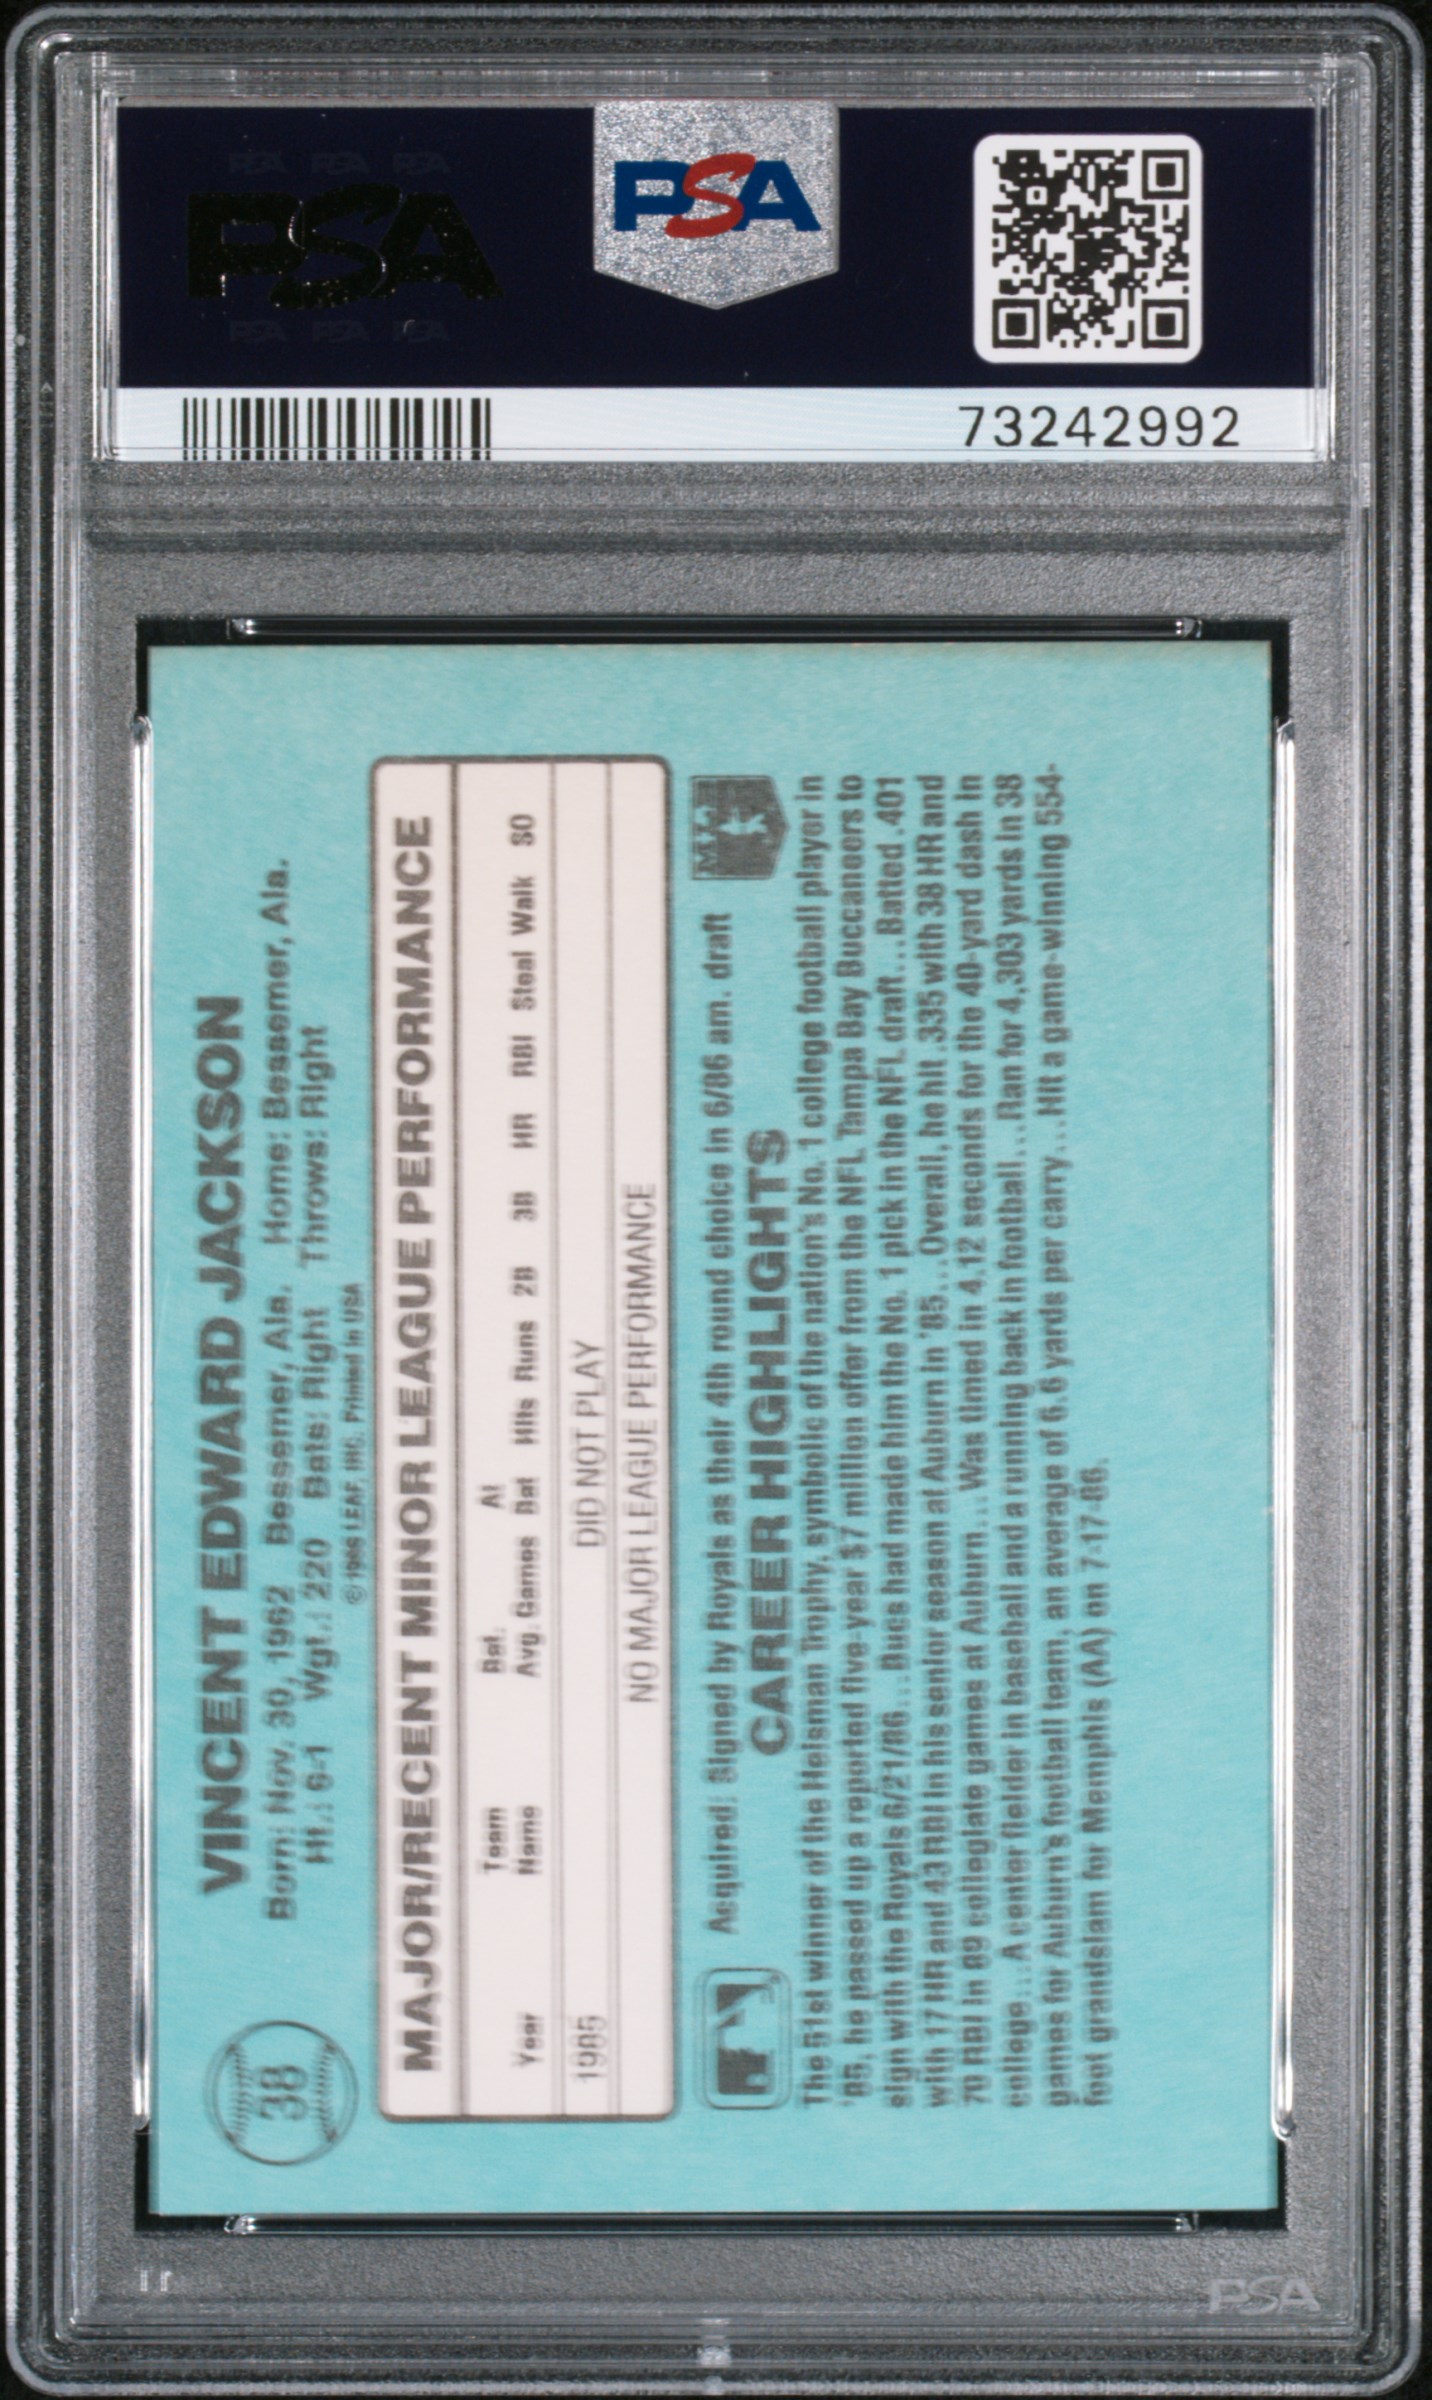 PSA
PSA
73242992
38
VINCENT EDWARD JACKSON
Born: Nov. 30, 1962 Bessemer, Ala. Home: Bessemer, Ala.
Ht.: 6-1 Wgt.: 220 Bats: Right Throws: Right
© 1986 LEAF, INC. Printed in USA
MAJOR/RECENT MINOR LEAGUE PERFORMANCE
Team Bat. At
Year Name Avg. Games Bat Hits Runs 2B 3B HR RBI Steal Walk SO
1985 DID NOT PLAY
NO MAJOR LEAGUE PERFORMANCE
Acquired: Signed by Royals as their 4th round choice in 6/86 am. draft
CAREER HIGHLIGHTS
The 51st winner of the Heisman Trophy, symbolic of the nation's No. 1 college football player in
'85, he passed up a reported five-year $7 million offer from the NFL Tampa Bay Buccaneers to
sign with the Royals 6/21/86...Bucs had made him the No. 1 pick in the NFL draft...Batted .401
with 17 HR and 43 RBI in his senior season at Auburn in '85...Overall, he hit .335 with 38 HR and
70 RBI in 89 collegiate games at Auburn...Was timed in 4.12 seconds for the 40-yard dash in
college...A center fielder in baseball and a running back in football...Ran for 4,303 yards in 38
games for Auburn's football team, an average of 6.6 yards per carry...Hit a game-winning 554-
foot grandslam for Memphis (AA) on 7-17-86.
PSA